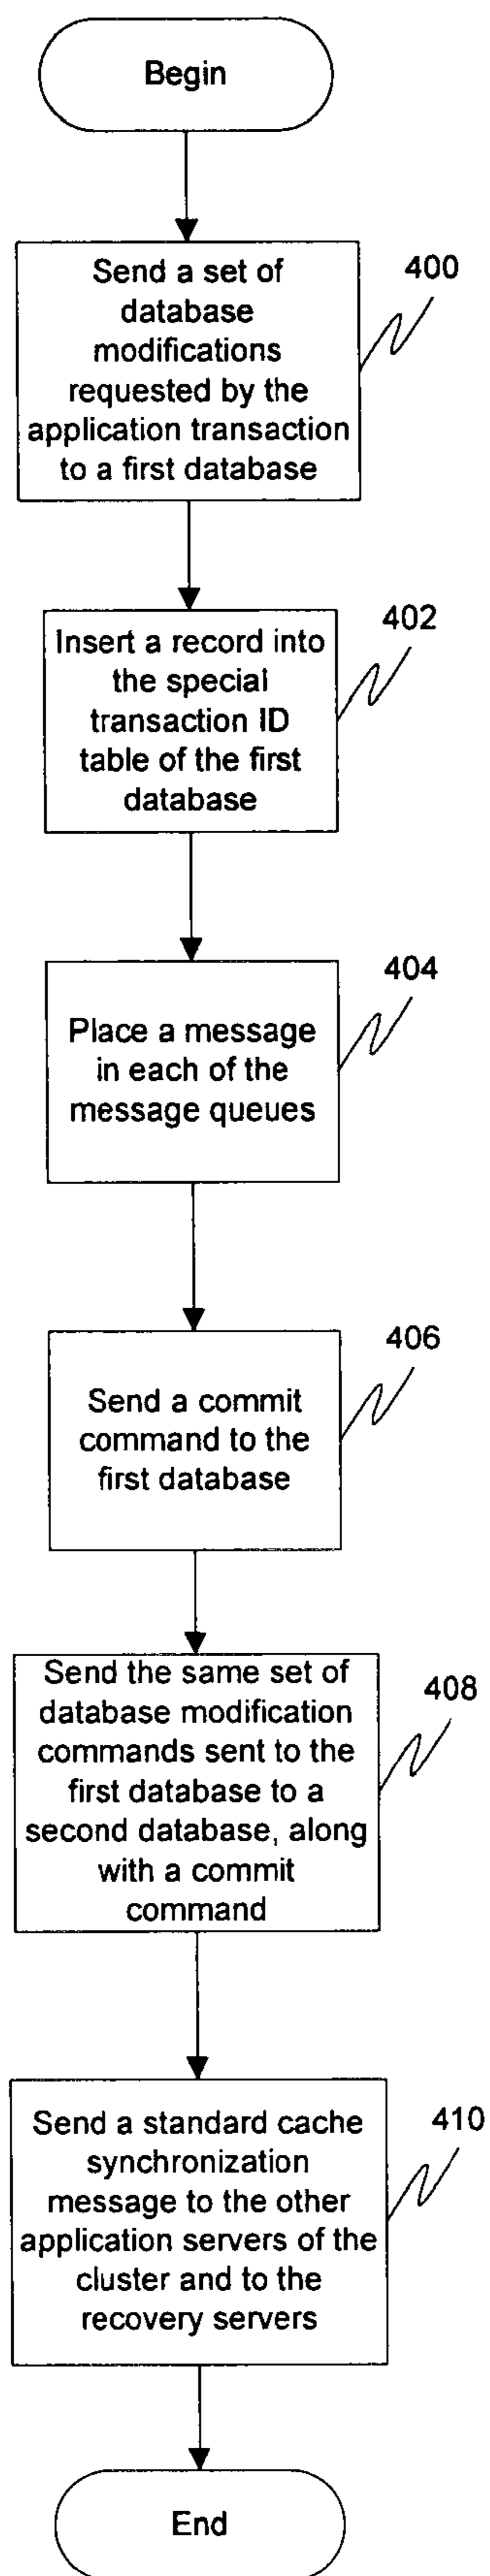 Begin
Send a set of
database
modifications
requested by the
application transaction
to a first database
400
Insert a record into
the special
transaction ID
table of the first
database
402
Place a message
in each of the
message queues
404
Send a commit
command to the
first database
406
Send the same set of
database modification
commands sent to the
first database to a
second database, along
with a commit
command
408
Send a standard cache
synchronization
message to the other
application servers of the
cluster and to the
recovery servers
410
End